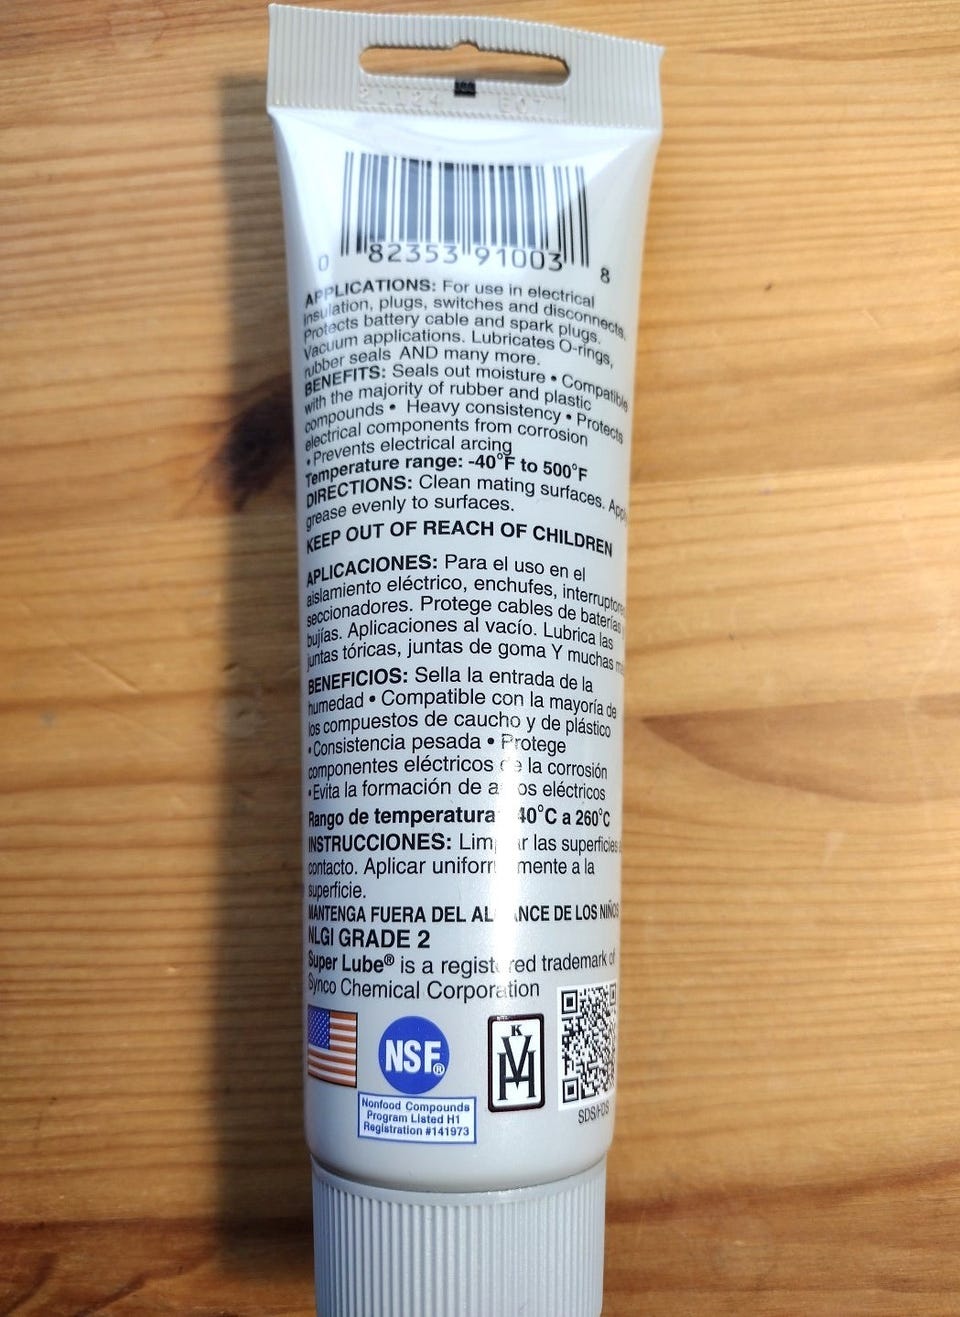 21124 E07
0 82353 91003 8
APPLICATIONS: For use in electrical
insulation, plugs, switches and disconnects.
Protects battery cable and spark plugs.
Vacuum applications. Lubricates O-rings,
rubber seals AND many more.
BENEFITS: Seals out moisture • Compatible
with the majority of rubber and plastic
compounds • Heavy consistency • Protects
electrical components from corrosion
• Prevents electrical arcing
Temperature range: -40°F to 500°F
DIRECTIONS: Clean mating surfaces. Apply
grease evenly to surfaces.
KEEP OUT OF REACH OF CHILDREN
APLICACIONES: Para el uso en el
aislamiento eléctrico, enchufes, interruptores
seccionadores. Protege cables de baterías
bujías. Aplicaciones al vacío. Lubrica las
juntas tóricas, juntas de goma Y muchas
BENEFICIOS: Sella la entrada de la
humedad • Compatible con la mayoría de
los compuestos de caucho y de plástico
• Consistencia pesada • Protege
componentes eléctricos de la corrosión
• Evita la formación de arcos eléctricos
Rango de temperatura: -40°C a 260°C
INSTRUCCIONES: Limpiar las superficies
contacto. Aplicar uniformemente a la
superficie.
MANTENGA FUERA DEL ALCANCE DE LOS NIÑOS
NLGI GRADE 2
Super Lube® is a registered trademark of
Synco Chemical Corporation
NSF®
K
VHM
Nonfood Compounds
Program Listed H1
Registration #141973
SDS/FDS